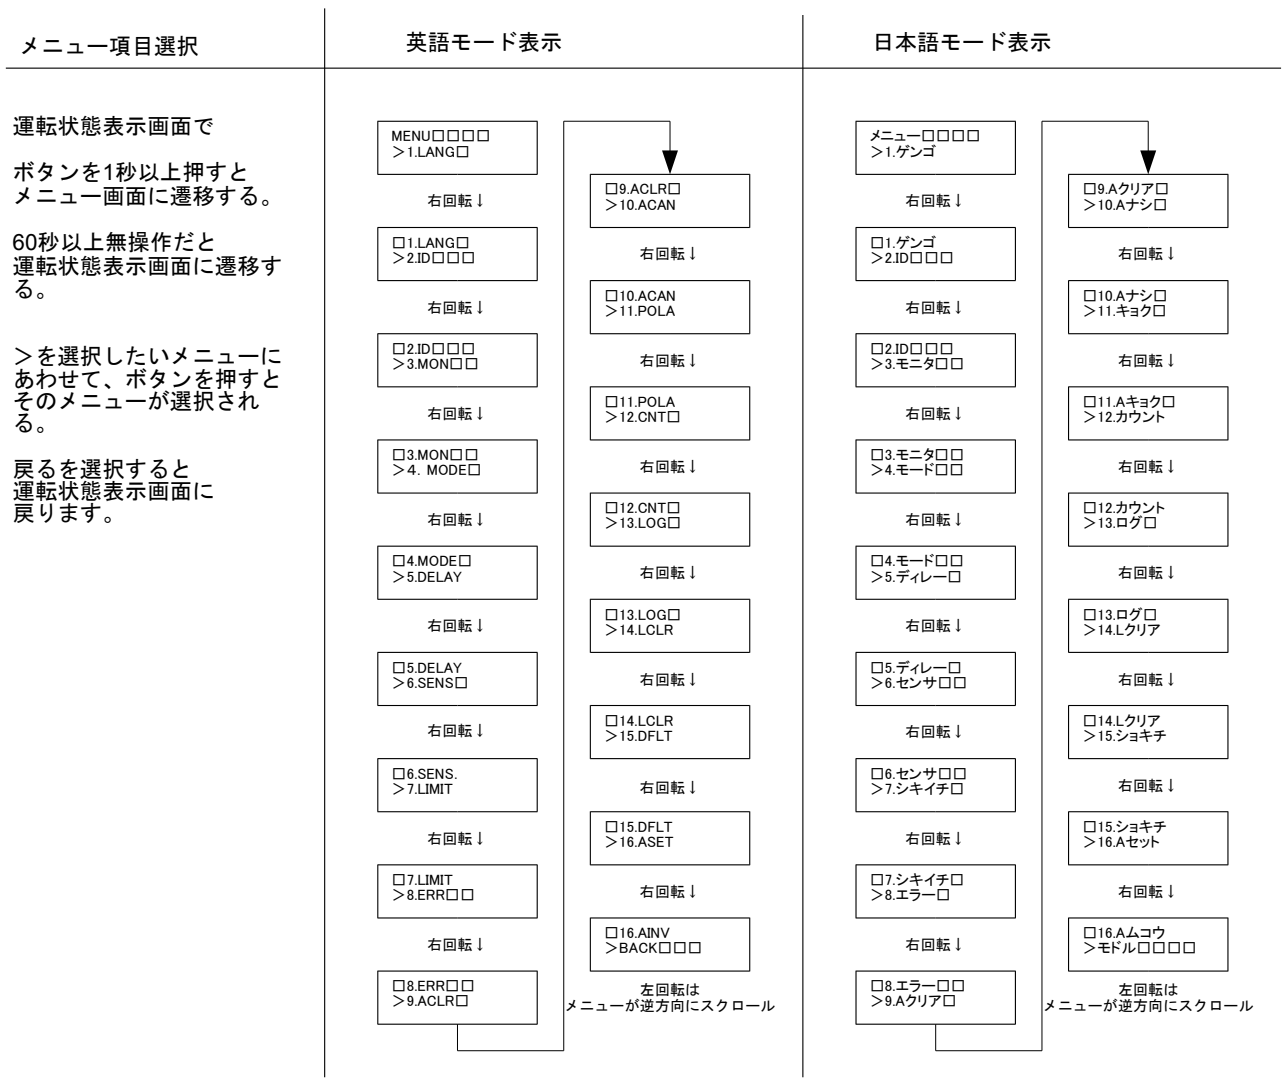 メニュー項目選択
英語モード表示
日本語モード表示
運転状態表示画面で
ボタンを1秒以上押すと
メニュー画面に遷移する。
60秒以上無操作だと
運転状態表示画面に遷移す
る。
＞を選択したいメニューに
あわせて、ボタンを押すと
そのメニューが選択され
る。
戻るを選択すると
運転状態表示画面に
戻ります。
MENU□□□□
＞1.LANG□
右回転↓
□1.LANG□
＞2.ID□□□
右回転↓
□2.ID□□□
＞3.MON□□
右回転↓
□3.MON□□
＞4. MODE□
右回転↓
□4.MODE□
＞5.DELAY
右回転↓
□5.DELAY
＞6.SENS□
右回転↓
□6.SENS.
＞7.LIMIT
右回転↓
□7.LIMIT
＞8.ERR□□
右回転↓
□8.ERR□□
＞9.ACLR□
□9.ACLR□
＞10.ACAN
右回転↓
□10.ACAN
＞11.POLA
右回転↓
□11.POLA
＞12.CNT□
右回転↓
□12.CNT□
＞13.LOG□
右回転↓
□13.LOG□
＞14.LCLR
右回転↓
□14.LCLR
＞15.DFLT
右回転↓
□15.DFLT
＞16.ASET
右回転↓
□16.AINV
＞BACK□□□
左回転は
メニューが逆方向にスクロール
メニュー□□□□
＞1.ゲンゴ
右回転↓
□1.ゲンゴ
＞2.ID□□□
右回転↓
□2.ID□□□
＞3.モニタ□□
右回転↓
□3.モニタ□□
＞4.モード□□
右回転↓
□4.モード□□
＞5.ディレー□
右回転↓
□5.ディレー□
＞6.センサ□□
右回転↓
□6.センサ□□
＞7.シキイチ□
右回転↓
□7.シキイチ□
＞8.エラー□
右回転↓
□8.エラー□□
＞9.Aクリア□
□9.Aクリア□
＞10.Aナシ□
右回転↓
□10.Aナシ□
＞11.キョク□
右回転↓
□11.Aキョク□
＞12.カウント
右回転↓
□12.カウント
＞13.ログ□
右回転↓
□13.ログ□
＞14.Lクリア
右回転↓
□14.Lクリア
＞15.ショキチ
右回転↓
□15.ショキチ
＞16.Aセット
右回転↓
□16.Aムコウ
＞モドル□□□□
左回転は
メニューが逆方向にスクロール